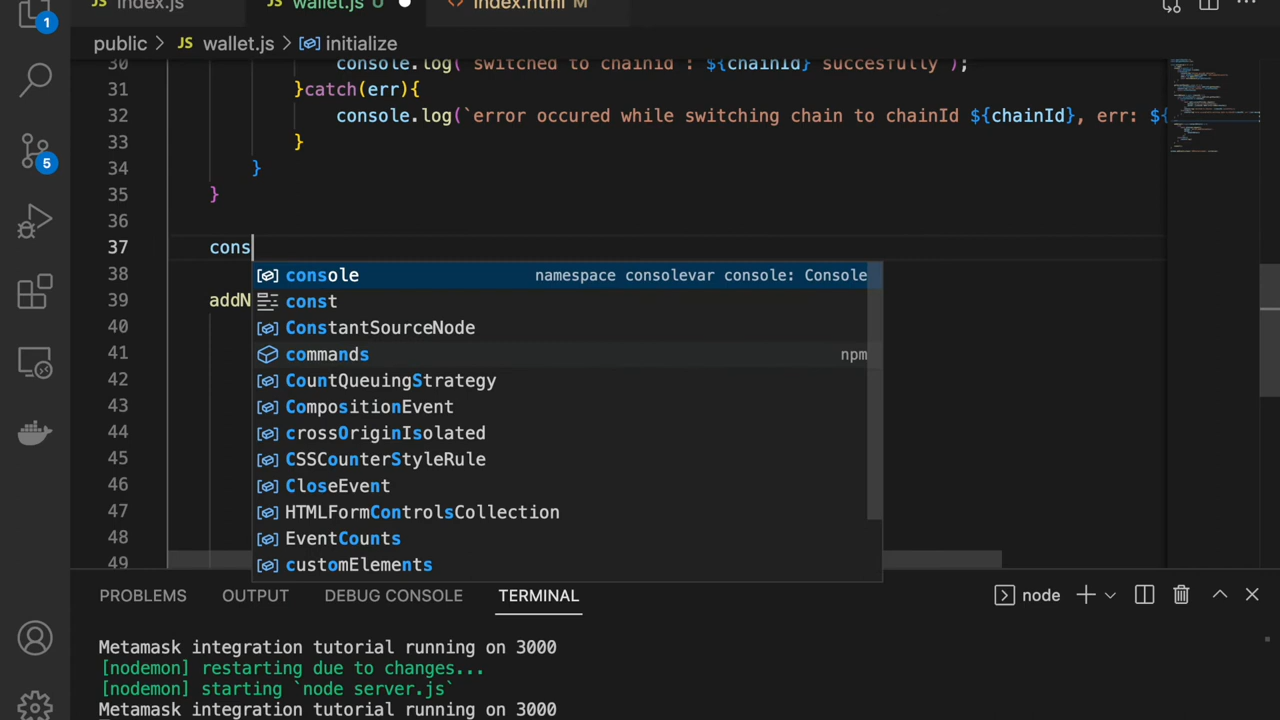 index.js
wallet.js U
index.html M
1
public > JS wallet.js > initialize
30 console.log(`switched to chainid : ${chainId} succesfully`);
31 }catch(err){
32 console.log(`error occured while switching chain to chainId ${chainId}, err: ${
33 }
34 }
35 }
36
37 cons
38
39 addN
40
41
42
43
44
45
46
47
48
49
console namespace consolevar console: Console
const
ConstantSourceNode
commands npm
CountQueuingStrategy
CompositionEvent
crossOriginIsolated
CSSCounterStyleRule
CloseEvent
HTMLFormControlsCollection
EventCounts
customElements
5
PROBLEMS OUTPUT DEBUG CONSOLE TERMINAL node
Metamask integration tutorial running on 3000
[nodemon] restarting due to changes...
[nodemon] starting `node server.js`
Metamask integration tutorial running on 3000